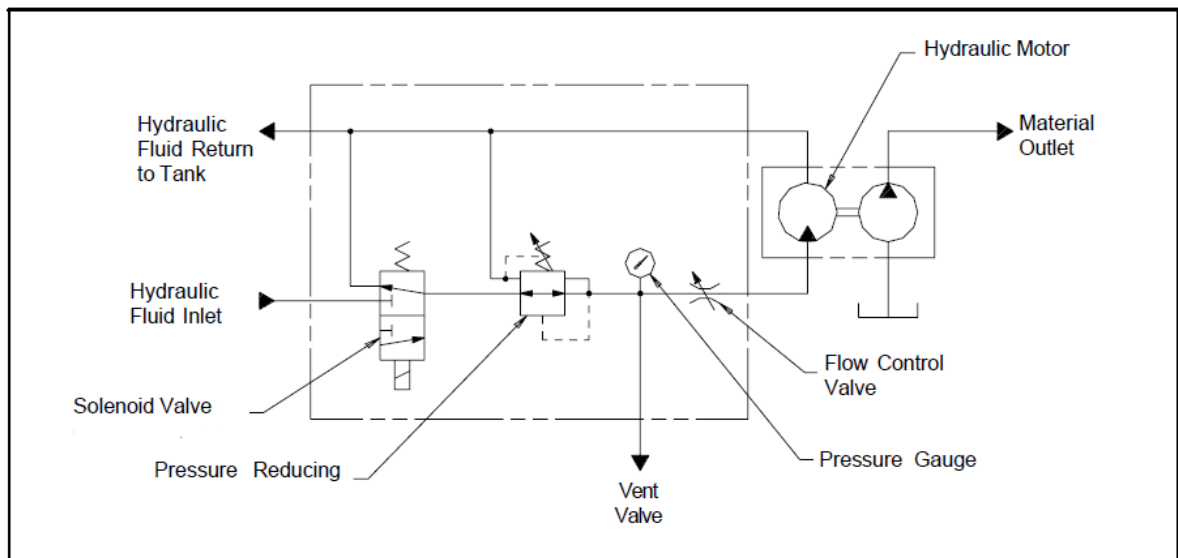 Hydraulic Motor
Hydraulic
Fluid Return
to Tank
Material
Outlet
Hydraulic
Fluid Inlet
Flow Control
Valve
Solenoid Valve
Pressure Reducing
Pressure Gauge
Vent
Valve